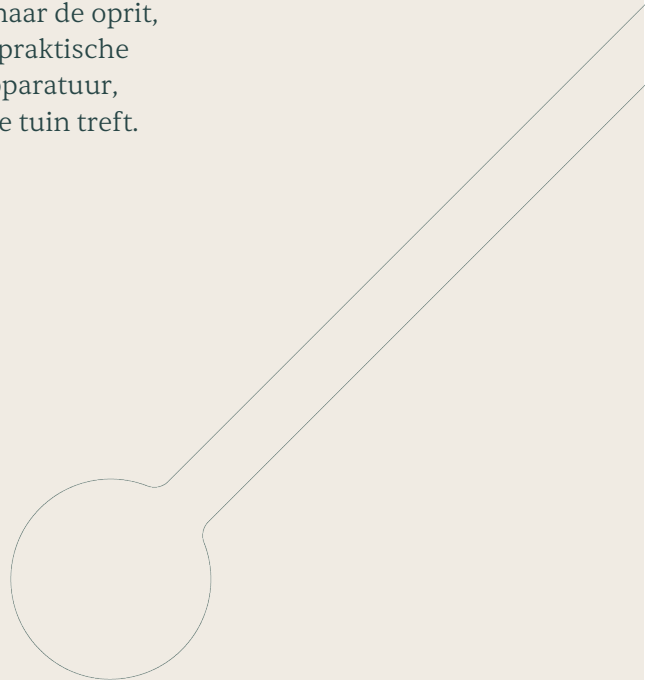 naar de oprit,
praktische
paratuur,
e tuin treft.